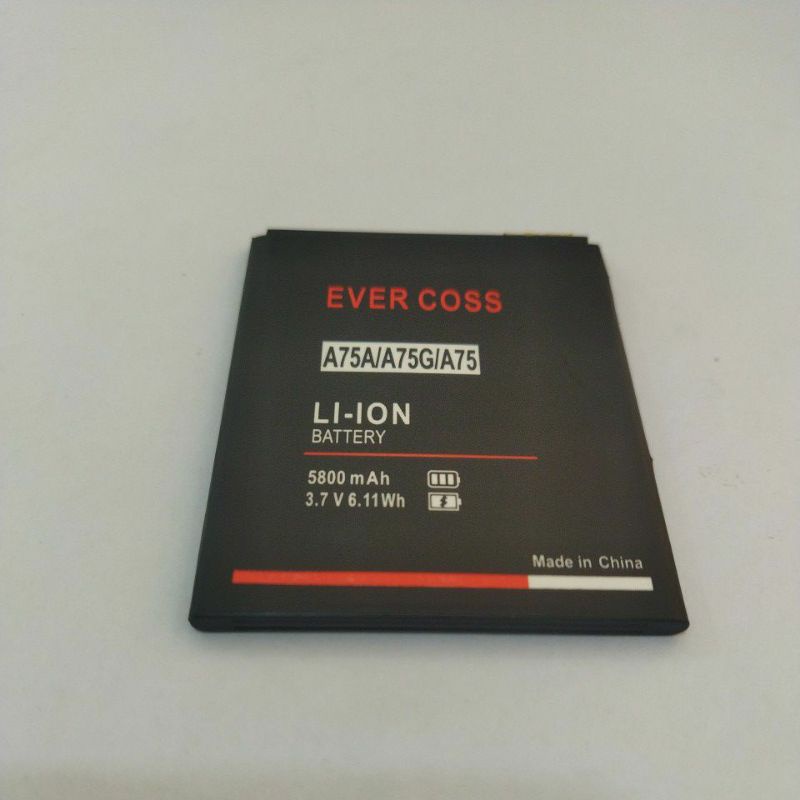 EVER COSS
A75A/A75G/A75
LI-ION
BATTERY
5800 mAh
3.7 V 6.11Wh
Made in China